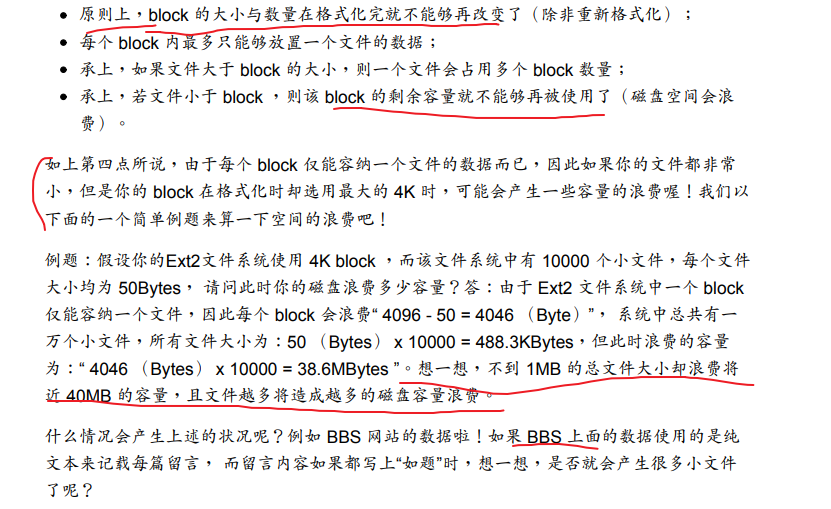 • 原则上，block 的大小与数量在格式化完就不能够再改变了（除非重新格式化）；
• 每个 block 内最多只能够放置一个文件的数据；
• 承上，如果文件大于 block 的大小，则一个文件会占用多个 block 数量；
• 承上，若文件小于 block ，则该 block 的剩余容量就不能够再被使用了（磁盘空间会浪
费）。
如上第四点所说，由于每个 block 仅能容纳一个文件的数据而已，因此如果你的文件都非常
小，但是你的 block 在格式化时却选用最大的 4K 时，可能会产生一些容量的浪费喔！我们以
下面的一个简单例题来算一下空间的浪费吧！
例题：假设你的Ext2文件系统使用 4K block ，而该文件系统中有 10000 个小文件，每个文件
大小均为 50Bytes， 请问此时你的磁盘浪费多少容量？答：由于 Ext2 文件系统中一个 block
仅能容纳一个文件，因此每个 block 会浪费“ 4096 - 50 = 4046 （Byte）”， 系统中总共有一
万个小文件，所有文件大小为：50 （Bytes） x 10000 = 488.3KBytes，但此时浪费的容量
为：“ 4046 （Bytes） x 10000 = 38.6MBytes ”。想一想，不到 1MB 的总文件大小却浪费将
近 40MB 的容量，且文件越多将造成越多的磁盘容量浪费。
什么情况会产生上述的状况呢？例如 BBS 网站的数据啦！如果 BBS 上面的数据使用的是纯
文本来记载每篇留言， 而留言内容如果都写上“如题”时，想一想，是否就会产生很多小文件
了呢？